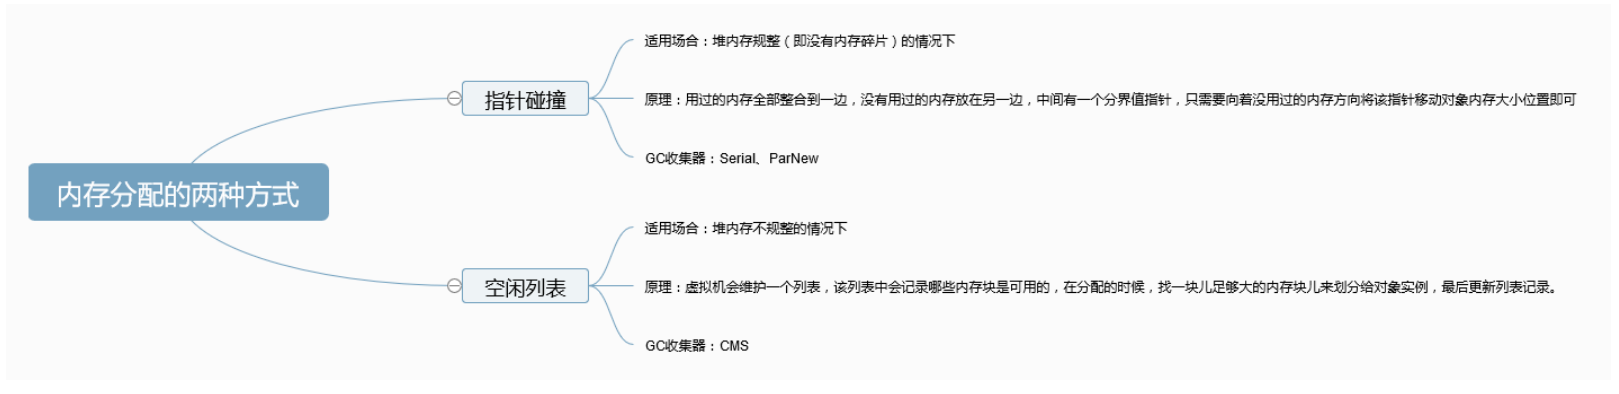 内存分配的两种方式
指针碰撞
适用场合：堆内存规整（即没有内存碎片）的情况下
原理：用过的内存全部整合到一边，没有用过的内存放在另一边，中间有一个分界值指针，只需要向着没用过的内存方向将该指针移动对象内存大小位置即可
GC收集器：Serial、ParNew
空闲列表
适用场合：堆内存不规整的情况下
原理：虚拟机会维护一个列表，该列表中会记录哪些内存块是可用的，在分配的时候，找一块儿足够大的内存块儿来划分给对象实例，最后更新列表记录。
GC收集器：CMS